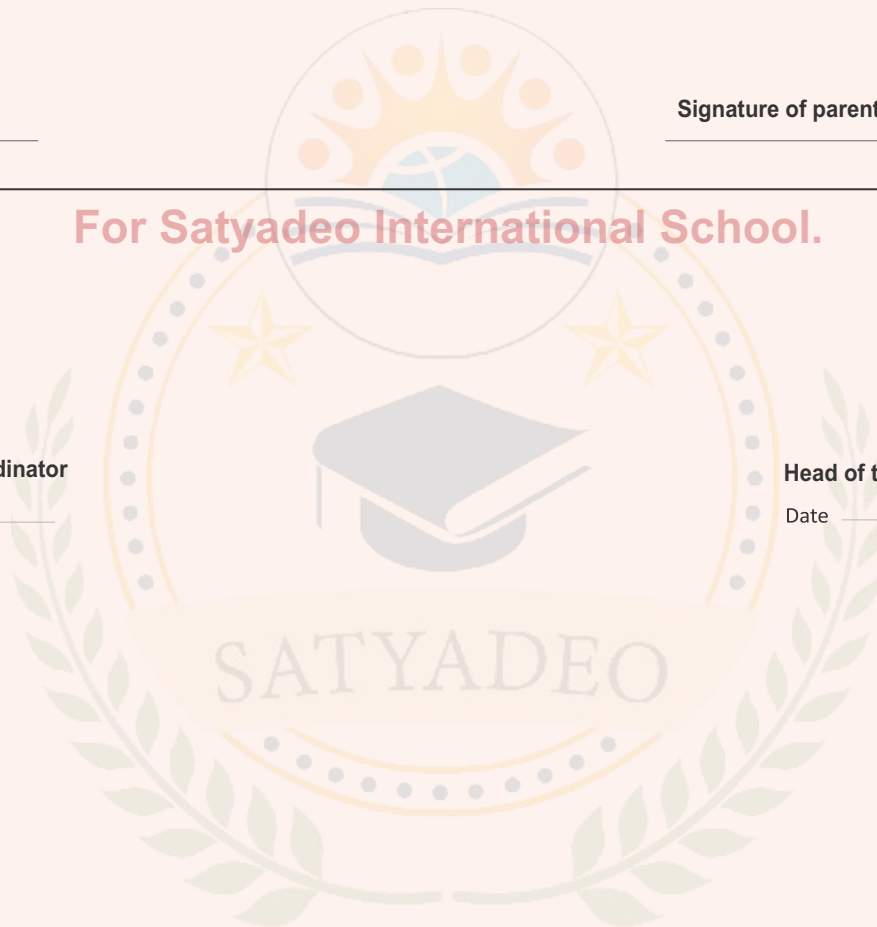 Signature of parent
For Satyadeo International School.
dinator
Head of t
Date
SATYADEO